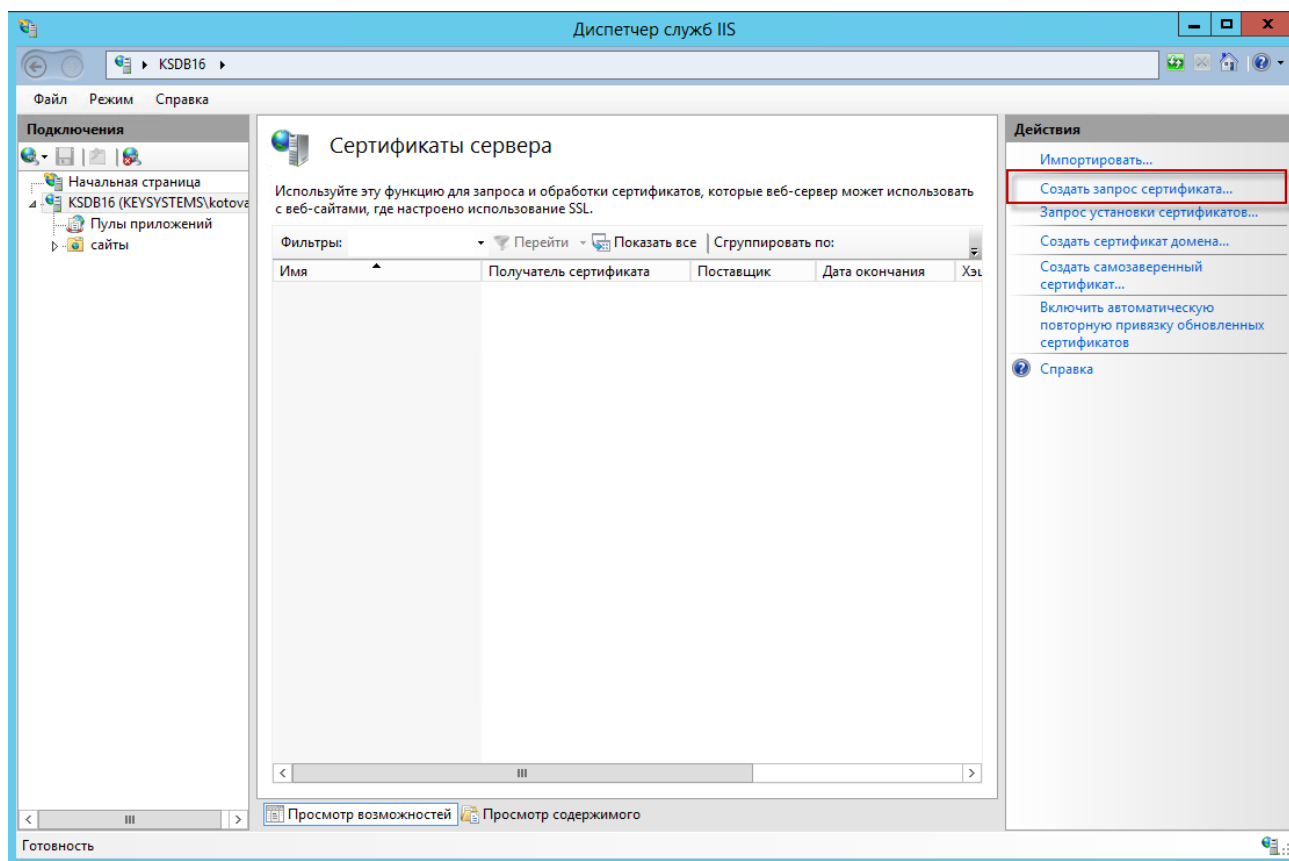 Диспетчер служб IIS
KSDB16
Файл Режим Справка
Подключения
Начальная страница
KSDB16 (KEYSYSTEMS\kotova
Пулы приложений
сайты
Сертификаты сервера
Используйте эту функцию для запроса и обработки сертификатов, которые веб-сервер может использовать
с веб-сайтами, где настроено использование SSL.
Фильтры: Перейти Показать все Сгруппировать по:
Имя Получатель сертификата Поставщик Дата окончания Хэш
Просмотр возможностей Просмотр содержимого
Действия
Импортировать...
Создать запрос сертификата...
Запрос установки сертификатов...
Создать сертификат домена...
Создать самозаверенный
сертификат...
Включить автоматическую
повторную привязку обновленных
сертификатов
Справка
Готовность